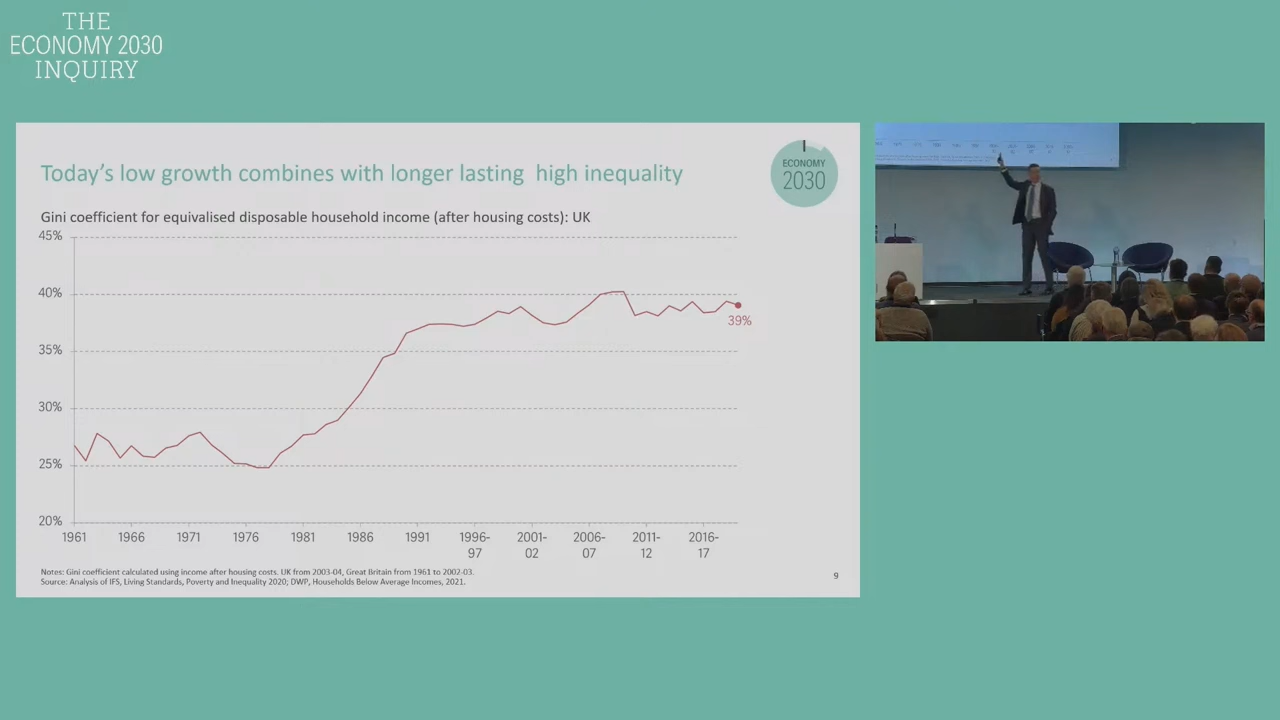 THE
ECONOMY 2030
INQUIRY
Today's low growth combines with longer lasting high inequality
ECONOMY
2030
Gini coefficient for equivalised disposable household income (after housing costs): UK
45%
40%
39%
35%
30%
25%
20%
1961 1966 1971 1976 1981 1986 1991 1996-97 2001-02 2006-07 2011-12 2016-17
Notes: Gini coefficient calculated using income after housing costs. UK from 2003-04, Great Britain from 1961 to 2002-03.
Source: Analysis of IFS, Living Standards, Poverty and Inequality 2020; DWP, Households Below Average Incomes, 2021.
9